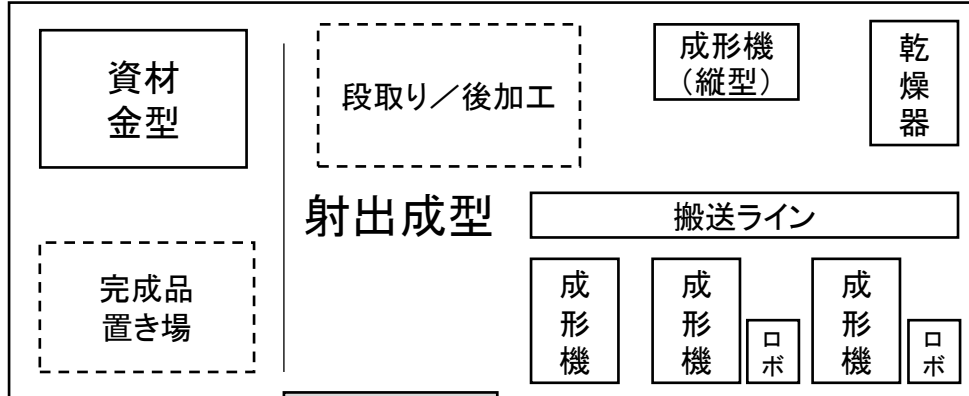 資材
金型
段取り／後加工
成形機
（縦型）
乾燥器
射出成型
搬送ライン
完成品
置き場
成形機
成形機
ロボ
成形機
ロボ